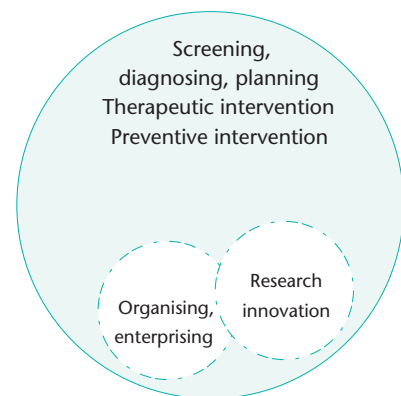 Screening,
diagnosing, planning
Therapeutic intervention
Preventive intervention
Organising,
enterprising
Research
innovation